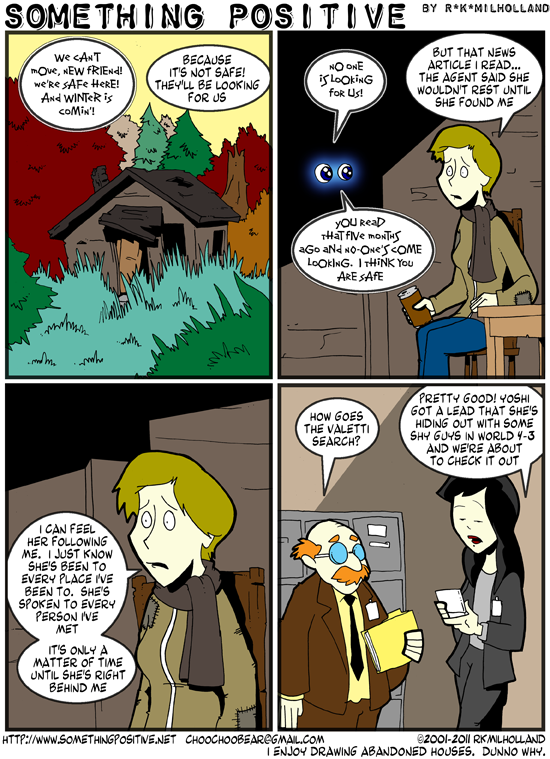 SOMETHING POSITIVE BY R*K*MILHOLLAND
WE CAN'T
MOVE, NEW FRIEND!
WE'RE SAFE HERE!
AND WINTER IS
COMIN'!
BECAUSE
IT'S NOT SAFE!
THEY'LL BE LOOKING
FOR US
NO ONE
IS LOOKING
FOR US!
BUT THAT NEWS
ARTICLE I READ...
THE AGENT SAID SHE
WOULDN'T REST UNTIL
SHE FOUND ME
YOU READ
THAT FIVE MONTHS
AGO AND NO-ONE'S COME
LOOKING. I THINK YOU
ARE SAFE
I CAN FEEL
HER FOLLOWING
ME. I JUST KNOW
SHE'S BEEN TO
EVERY PLACE I'VE
BEEN TO. SHE'S
SPOKEN TO EVERY
PERSON I'VE
MET
IT'S ONLY A
MATTER OF TIME
UNTIL SHE'S RIGHT
BEHIND ME
HOW GOES
THE VALETTI
SEARCH?
PRETTY GOOD! YOSHI
GOT A LEAD THAT SHE'S
HIDING OUT WITH SOME
SHY GUYS IN WORLD 4-3
AND WE'RE ABOUT
TO CHECK IT OUT
HTTP://WWW.SOMETHINGPOSITIVE.NET CHOOCHOOBEAR@GMAIL.COM ©2001-2011 RKMILHOLLAND
I ENJOY DRAWING ABANDONED HOUSES. DUNNO WHY.